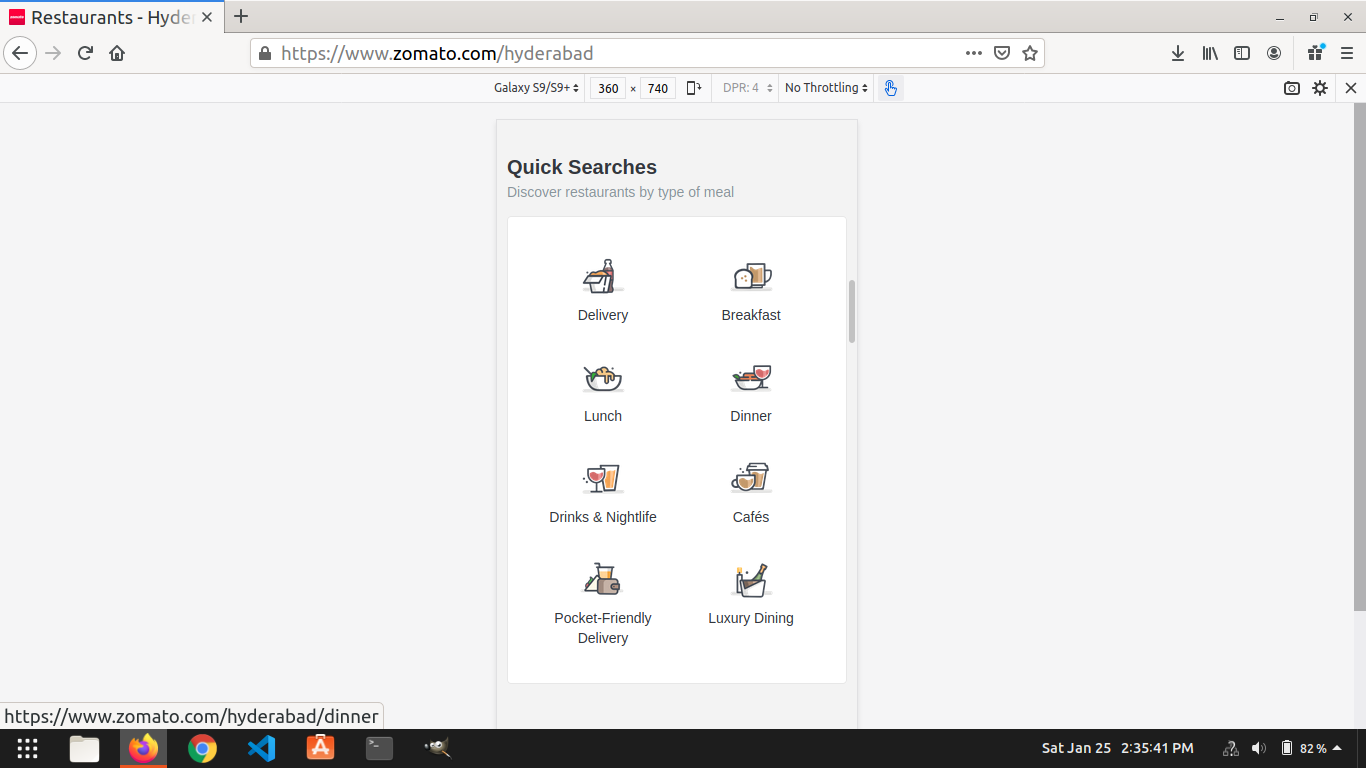 Restaurants - Hyde
https://www.zomato.com/hyderabad
Galaxy S9/S9+ 360 × 740 DPR: 4 No Throttling
Quick Searches
Discover restaurants by type of meal
Delivery
Breakfast
Lunch
Dinner
Drinks & Nightlife
Cafés
Pocket-Friendly
Delivery
Luxury Dining
https://www.zomato.com/hyderabad/dinner
Sat Jan 25 2:35:41 PM
82 %